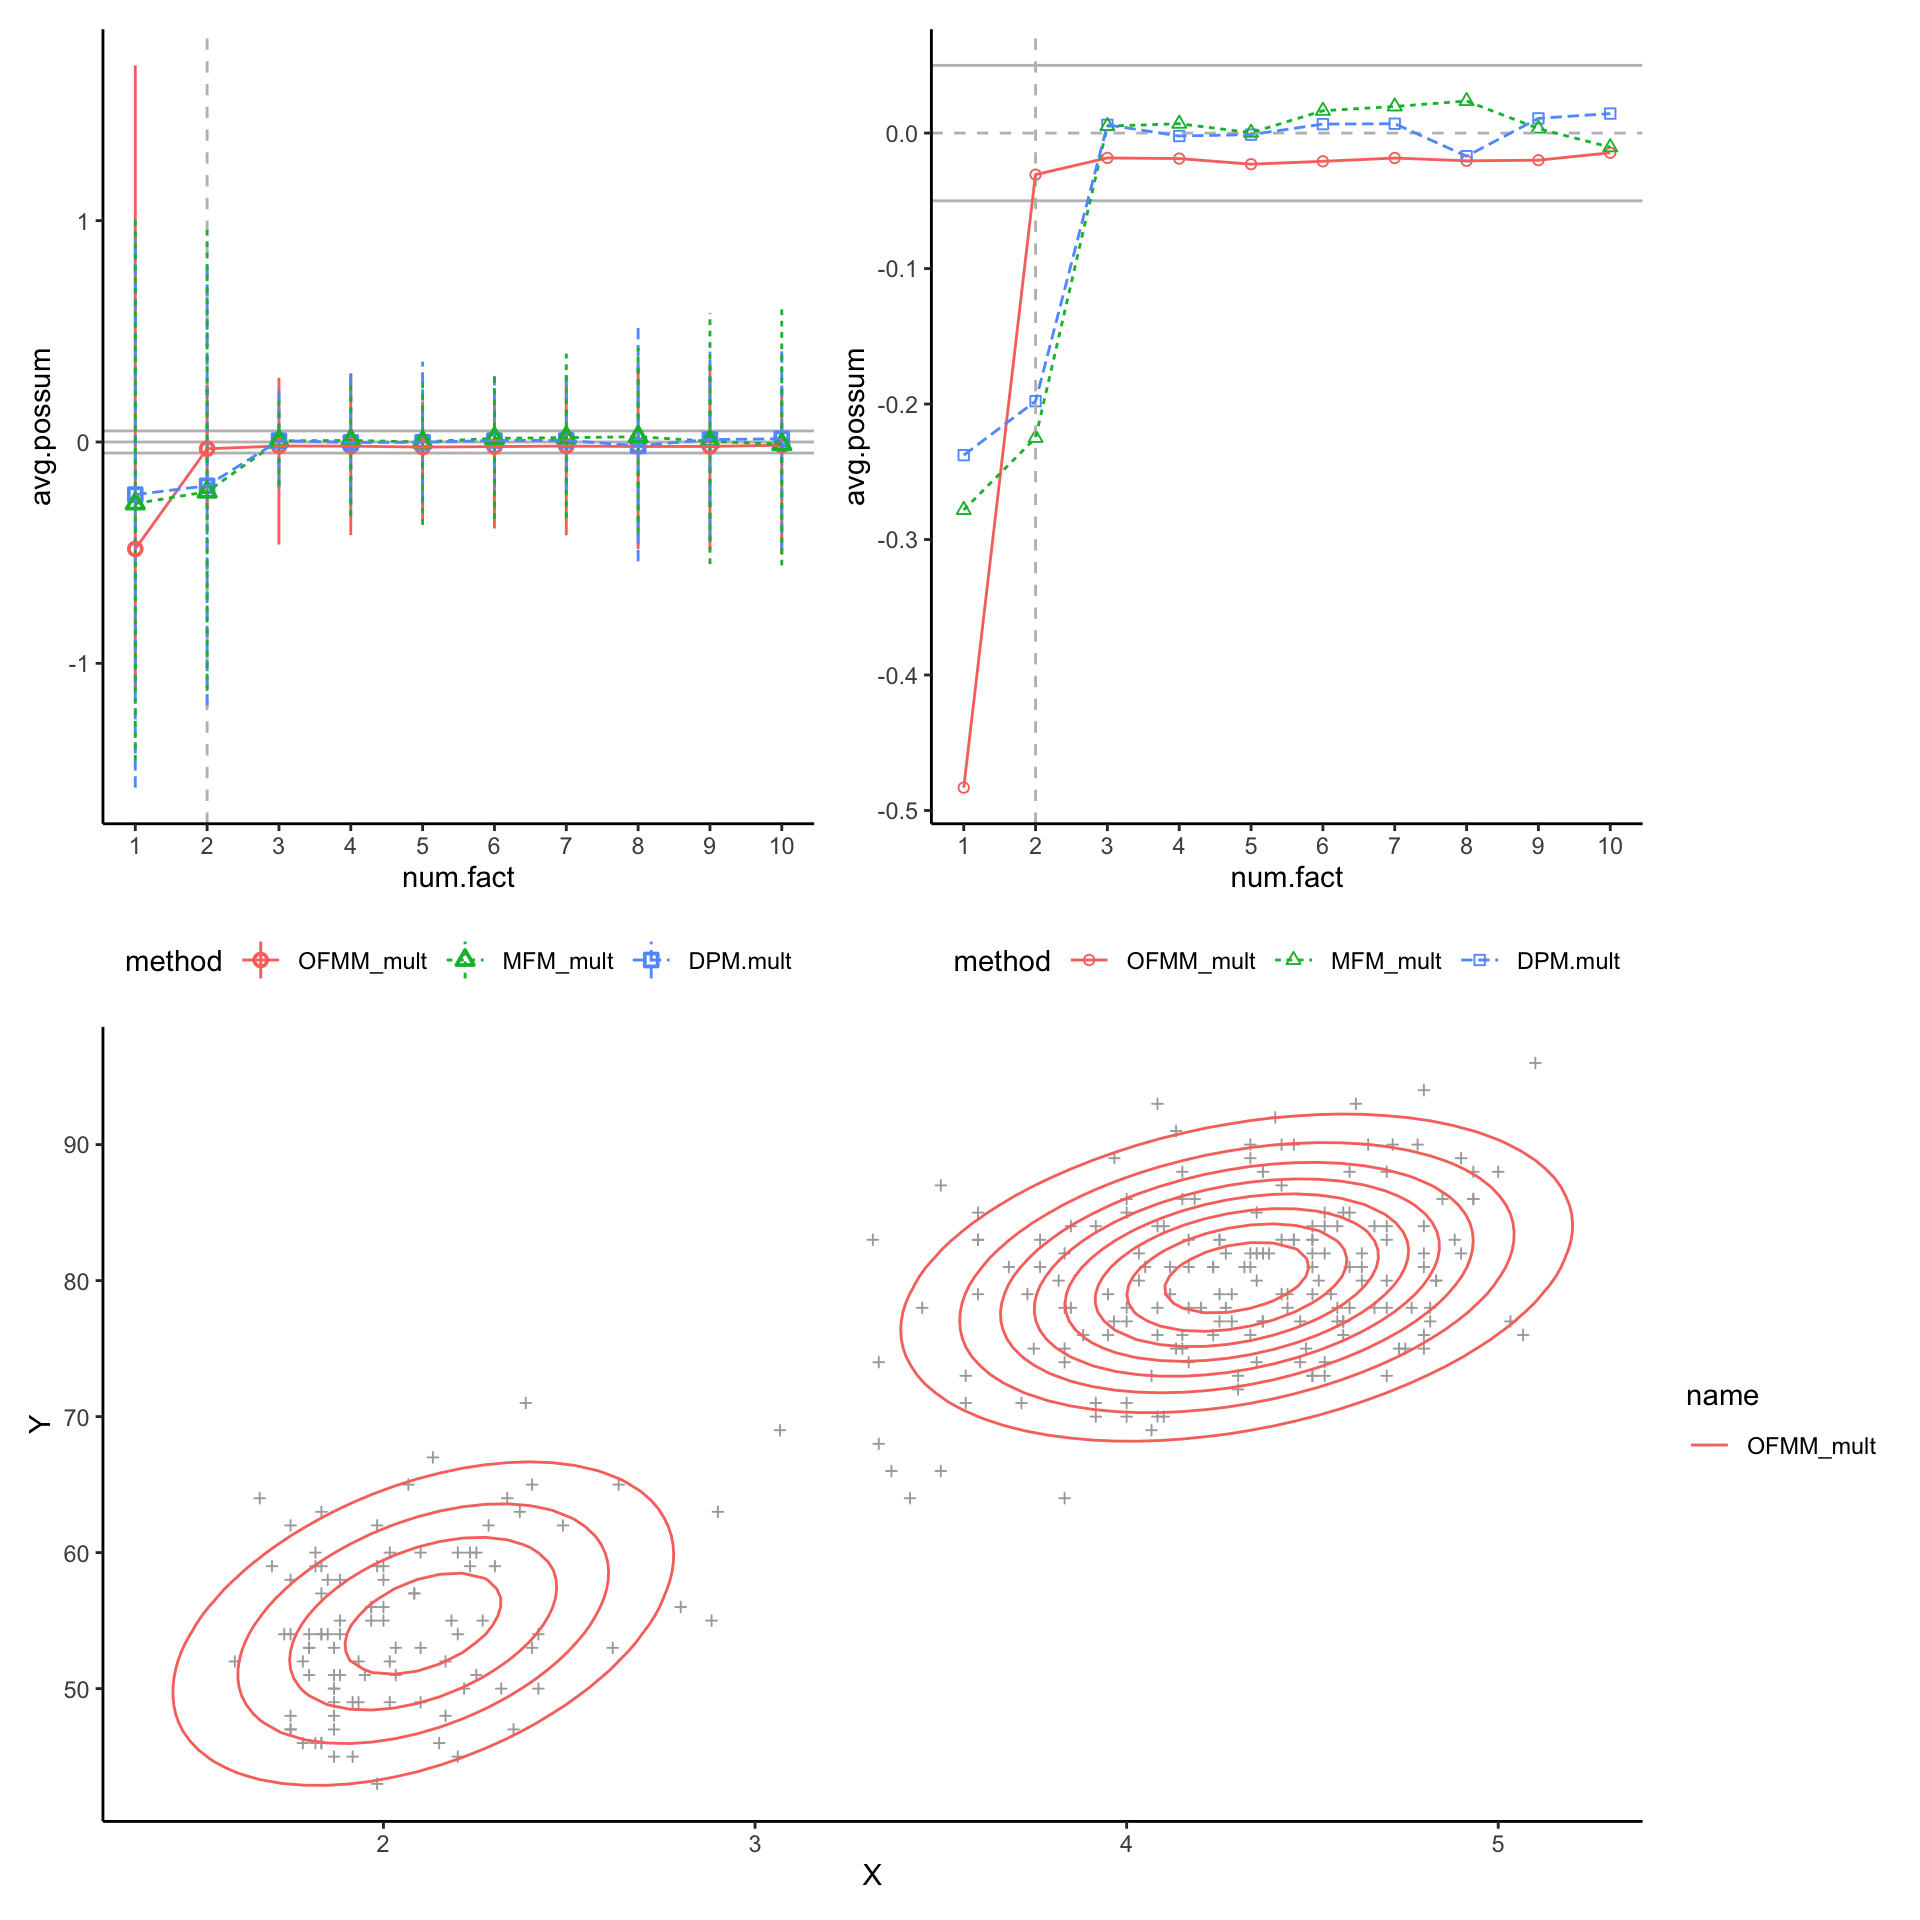 avg.possum
1
0
-1
1 2 3 4 5 6 7 8 9 10
num.fact
method OFMM_mult MFM_mult DPM.mult
avg.possum
0.0
-0.1
-0.2
-0.3
-0.4
-0.5
1 2 3 4 5 6 7 8 9 10
num.fact
method OFMM_mult MFM_mult DPM.mult
Y
90
80
70
60
50
2 3 4 5
X
name
OFMM_mult